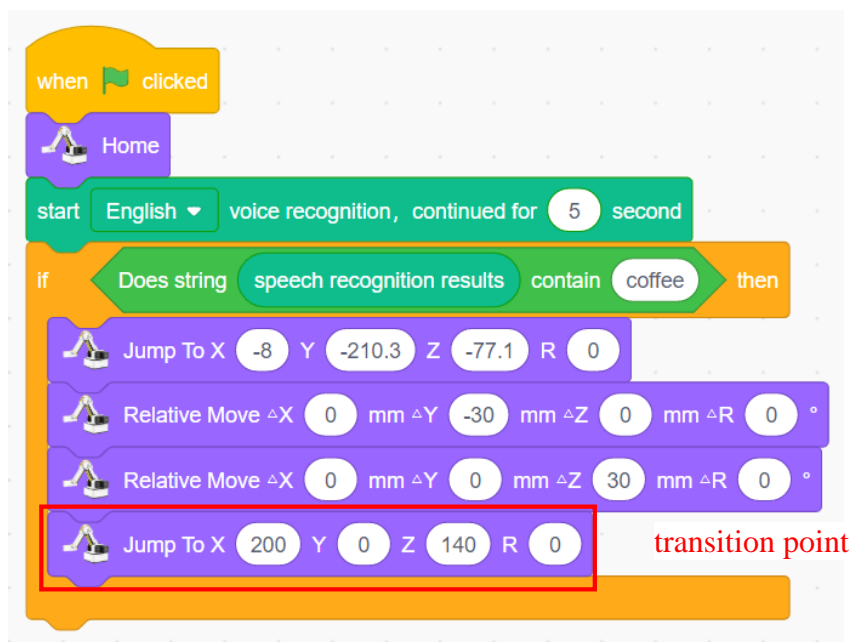 when clicked
Home
start English voice recognition, continued for 5 second
if Does string speech recognition results contain coffee then
Jump To X -8 Y -210.3 Z -77.1 R 0
Relative Move △X 0 mm △Y -30 mm △Z 0 mm △R 0 °
Relative Move △X 0 mm △Y 0 mm △Z 30 mm △R 0 °
Jump To X 200 Y 0 Z 140 R 0 transition point